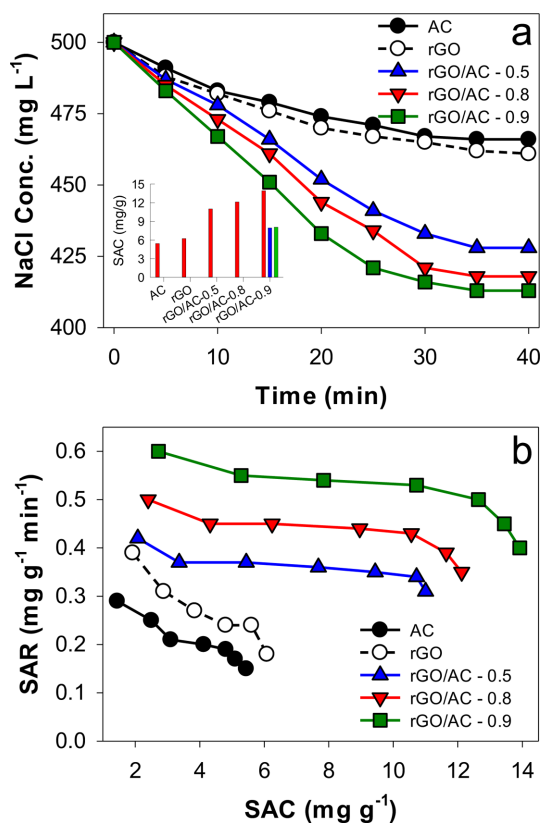 a
AC
rGO
rGO/AC - 0.5
rGO/AC - 0.8
rGO/AC - 0.9
NaCl Conc. (mg L⁻¹)
500
475
450
425
400
SAC (mg/g)
15
12
9
6
3
0
AC
rGO
rGO/AC-0.5
rGO/AC-0.8
rGO/AC-0.9
0
10
20
30
40
Time (min)
b
SAR (mg g⁻¹ min⁻¹)
0.6
0.5
0.4
0.3
0.2
0.1
0.0
AC
rGO
rGO/AC - 0.5
rGO/AC - 0.8
rGO/AC - 0.9
2
4
6
8
10
12
14
SAC (mg g⁻¹)